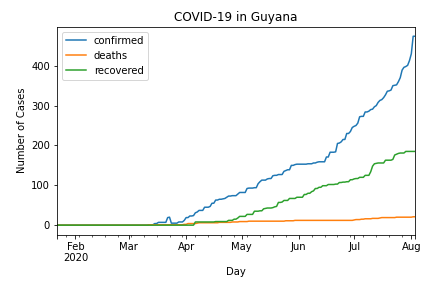 COVID-19 in Guyana
confirmed
deaths
recovered
Number of Cases
400
300
200
100
0
Feb Mar Apr May Jun Jul Aug
2020
Day